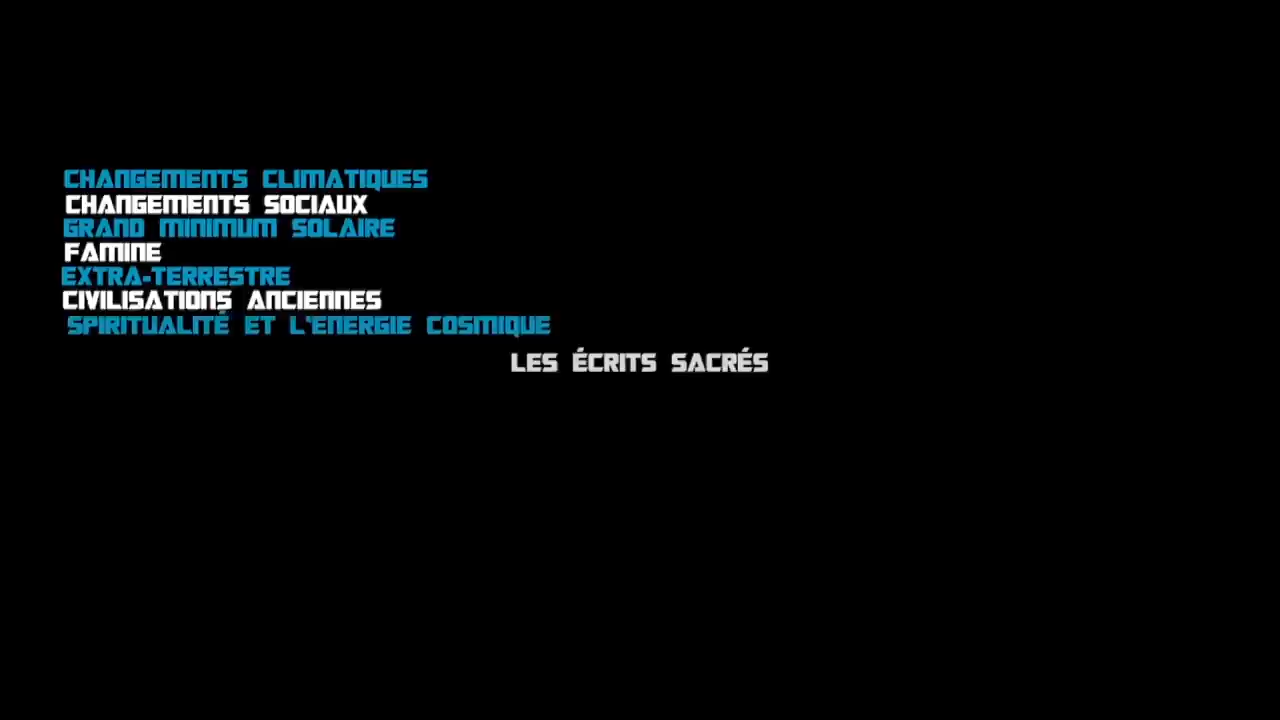 CHANGEMENTS CLIMATIQUES
CHANGEMENTS SOCIAUX
GRAND MINIMUM SOLAIRE
FAMINE
EXTRA-TERRESTRE
CIVILISATIONS ANCIENNES
SPIRITUALITÉ ET L'ENERGIE COSMIQUE
LES ÉCRITS SACRÉS